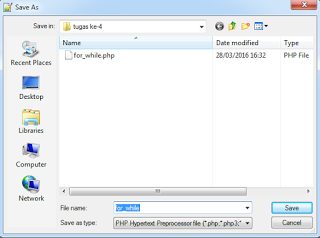 Save As
Save in:
tugas ke-4
Name
Date modified
Type
for_while.php
28/03/2016 16:32
PHP File
Recent Places
Desktop
Libraries
Computer
Network
File name:
for_while
Save
Save as type:
PHP Hypertext Preprocessor file (*.php;*.php3;*
Cancel